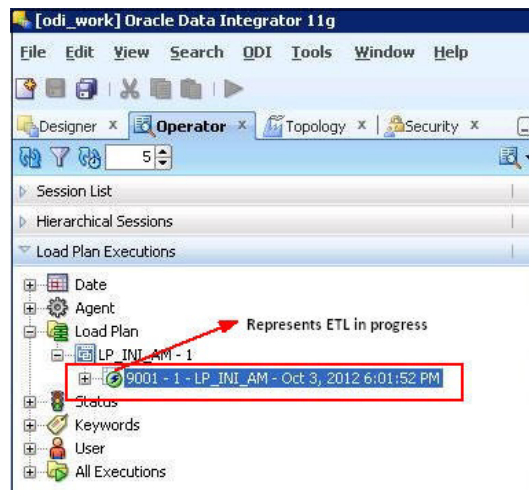 [odi_work] Oracle Data Integrator 11g
File Edit View Search ODI Tools Window Help
Designer x Operator x Topology x Security x
5
Session List
Hierarchical Sessions
Load Plan Executions
Date
Agent
Load Plan
Represents ETL in progress
LP_INI_AM - 1
9001 - 1 - LP_INI_AM - Oct 3, 2012 6:01:52 PM
Status
Keywords
User
All Executions